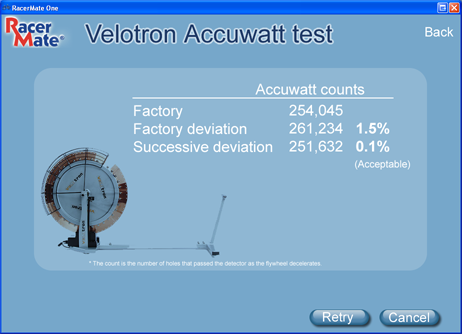 RacerMate One
Racer
Mate®
Velotron Accuwatt test
Back
Accuwatt counts
Factory 254,045
Factory deviation 261,234 1.5%
Successive deviation 251,632 0.1%
(Acceptable)
* The count is the number of holes that passed the detector as the flywheel decelerates.
Retry
Cancel